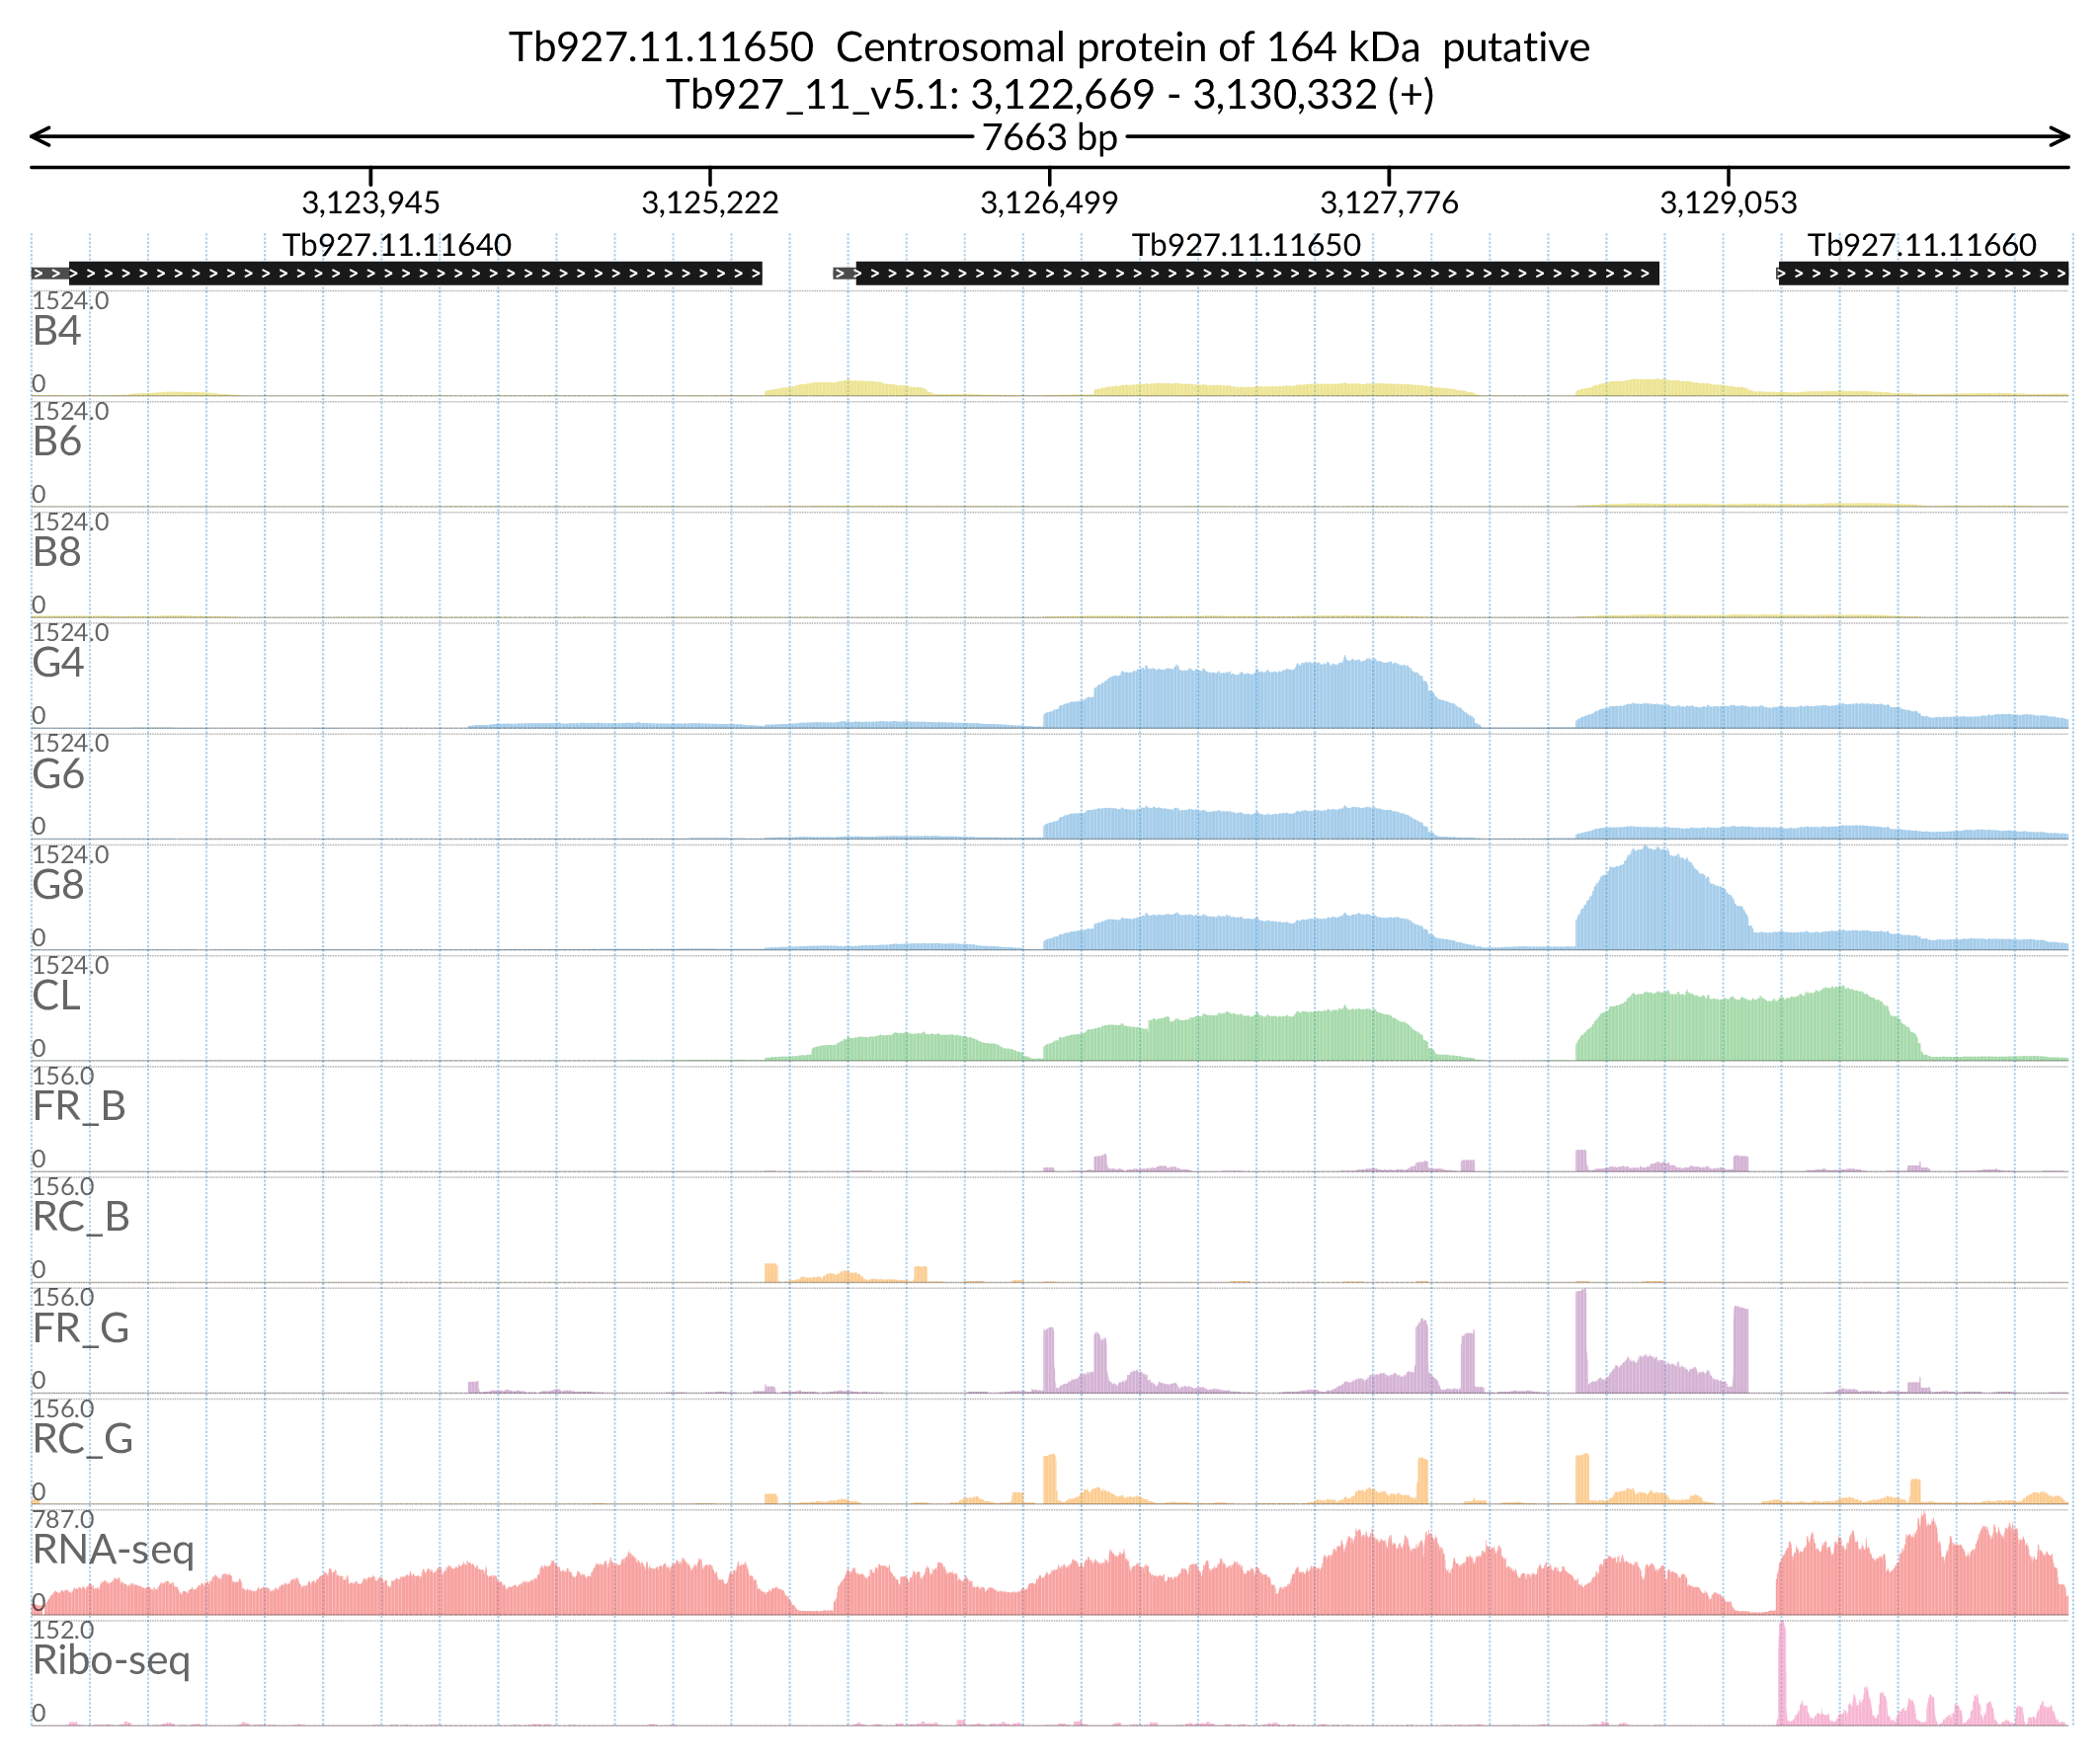 Tb927.11.11650 Centrosomal protein of 164 kDa putative
Tb927_11_v5.1: 3,122,669 - 3,130,332 (+)
7663 bp
3,123,945 3,125,222 3,126,499 3,127,776 3,129,053
Tb927.11.11640 Tb927.11.11650 Tb927.11.11660
1524.0
B4
0
1524.0
B6
0
1524.0
B8
0
1524.0
G4
0
1524.0
G6
0
1524.0
G8
0
1524.0
CL
0
156.0
FR_B
0
156.0
RC_B
0
156.0
FR_G
0
156.0
RC_G
0
787.0
RNA-seq
0
152.0
Ribo-seq
0